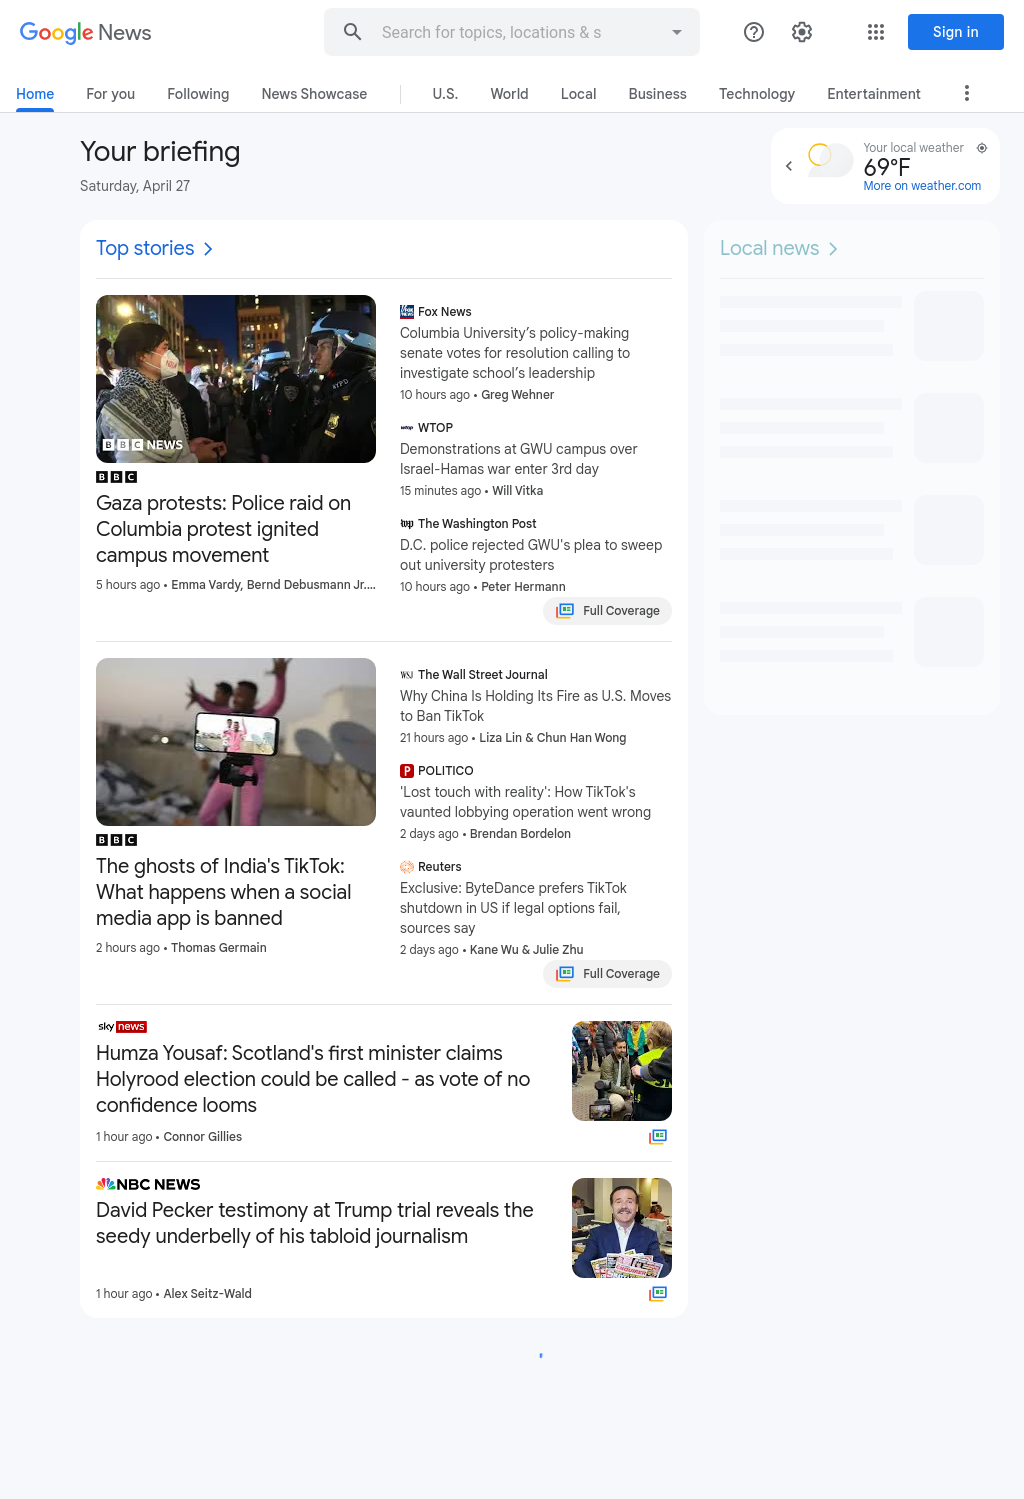 Google News
Search for topics, locations & s
Sign in
Home
For you
Following
News Showcase
U.S.
World
Local
Business
Technology
Entertainment
Your briefing
Saturday, April 27
Your local weather
69°F
More on weather.com
Top stories
BBC NEWS
BBC
Gaza protests: Police raid on
Columbia protest ignited
campus movement
5 hours ago • Emma Vardy, Bernd Debusmann Jr.…
Fox News
Columbia University’s policy-making
senate votes for resolution calling to
investigate school’s leadership
10 hours ago • Greg Wehner
WTOP
Demonstrations at GWU campus over
Israel-Hamas war enter 3rd day
15 minutes ago • Will Vitka
The Washington Post
D.C. police rejected GWU's plea to sweep
out university protesters
10 hours ago • Peter Hermann
Full Coverage
BBC
The ghosts of India's TikTok:
What happens when a social
media app is banned
2 hours ago • Thomas Germain
WSJ The Wall Street Journal
Why China Is Holding Its Fire as U.S. Moves
to Ban TikTok
21 hours ago • Liza Lin & Chun Han Wong
P POLITICO
'Lost touch with reality': How TikTok's
vaunted lobbying operation went wrong
2 days ago • Brendan Bordelon
Reuters
Exclusive: ByteDance prefers TikTok
shutdown in US if legal options fail,
sources say
2 days ago • Kane Wu & Julie Zhu
Full Coverage
sky news
Humza Yousaf: Scotland's first minister claims
Holyrood election could be called - as vote of no
confidence looms
1 hour ago • Connor Gillies
NBC NEWS
David Pecker testimony at Trump trial reveals the
seedy underbelly of his tabloid journalism
1 hour ago • Alex Seitz-Wald
Local news